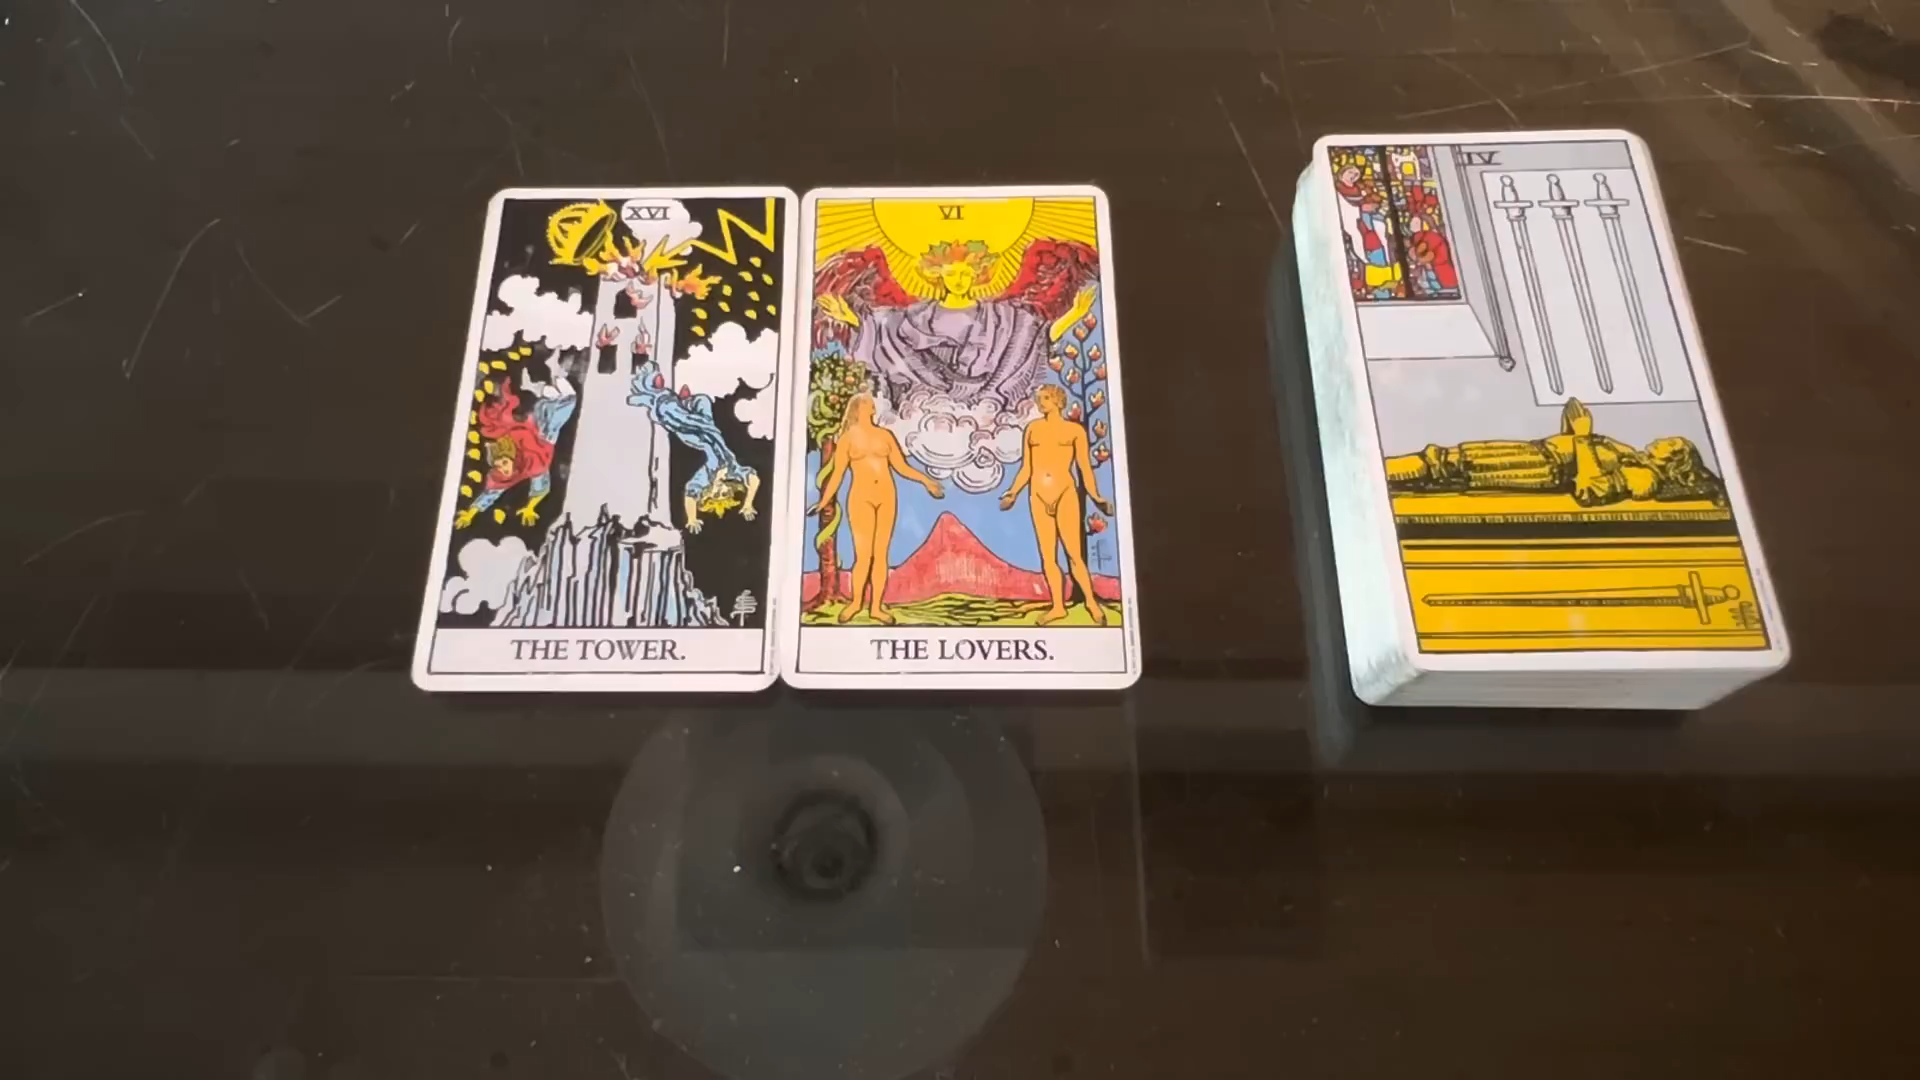 XVI
THE TOWER.
VI
THE LOVERS.
IV